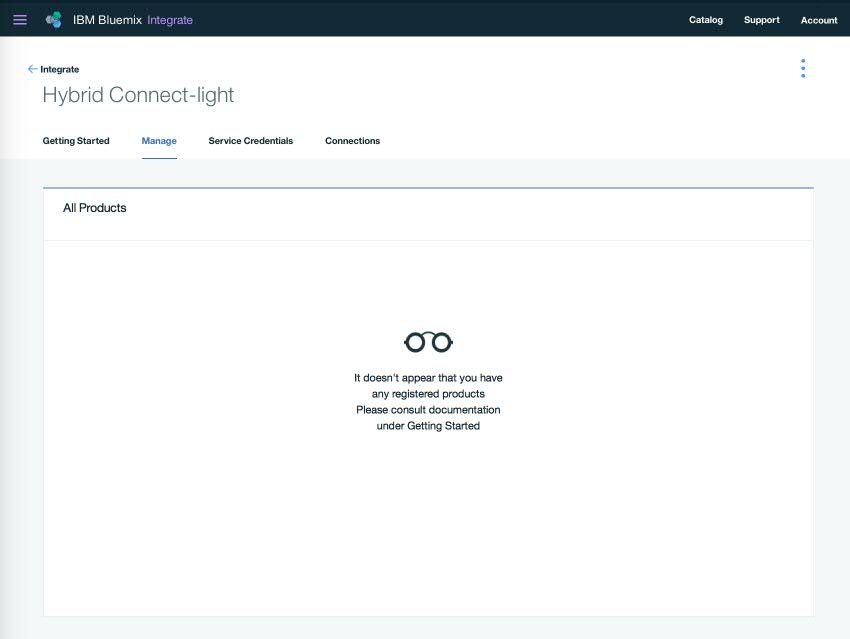 IBM Bluemix Integrate
Catalog Support Account
Integrate
Hybrid Connect-light
Getting Started Manage Service Credentials Connections
All Products
It doesn't appear that you have
any registered products
Please consult documentation
under Getting Started